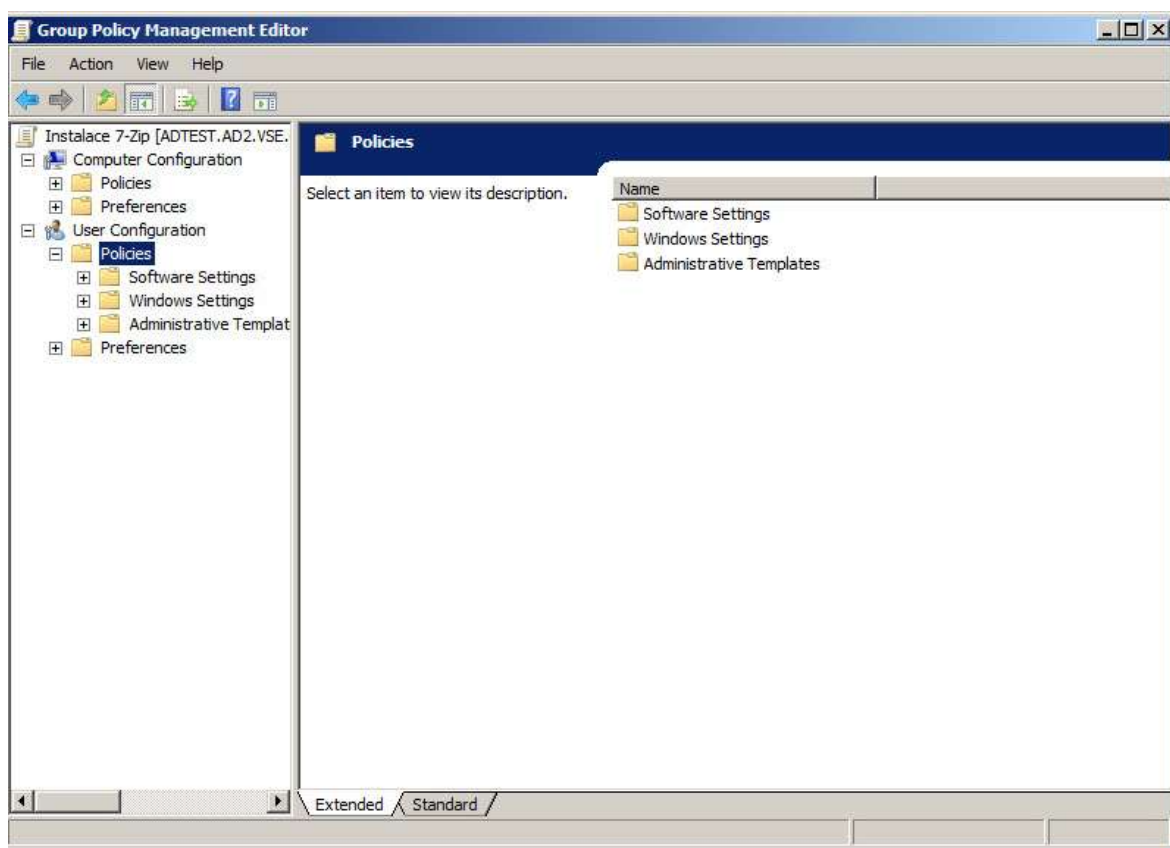 Group Policy Management Editor
File Action View Help
Instalace 7-Zip [ADTEST.AD2.VSE.
Computer Configuration
Policies
Preferences
User Configuration
Policies
Software Settings
Windows Settings
Administrative Templat
Preferences
Policies
Select an item to view its description.
Name
Software Settings
Windows Settings
Administrative Templates
Extended Standard